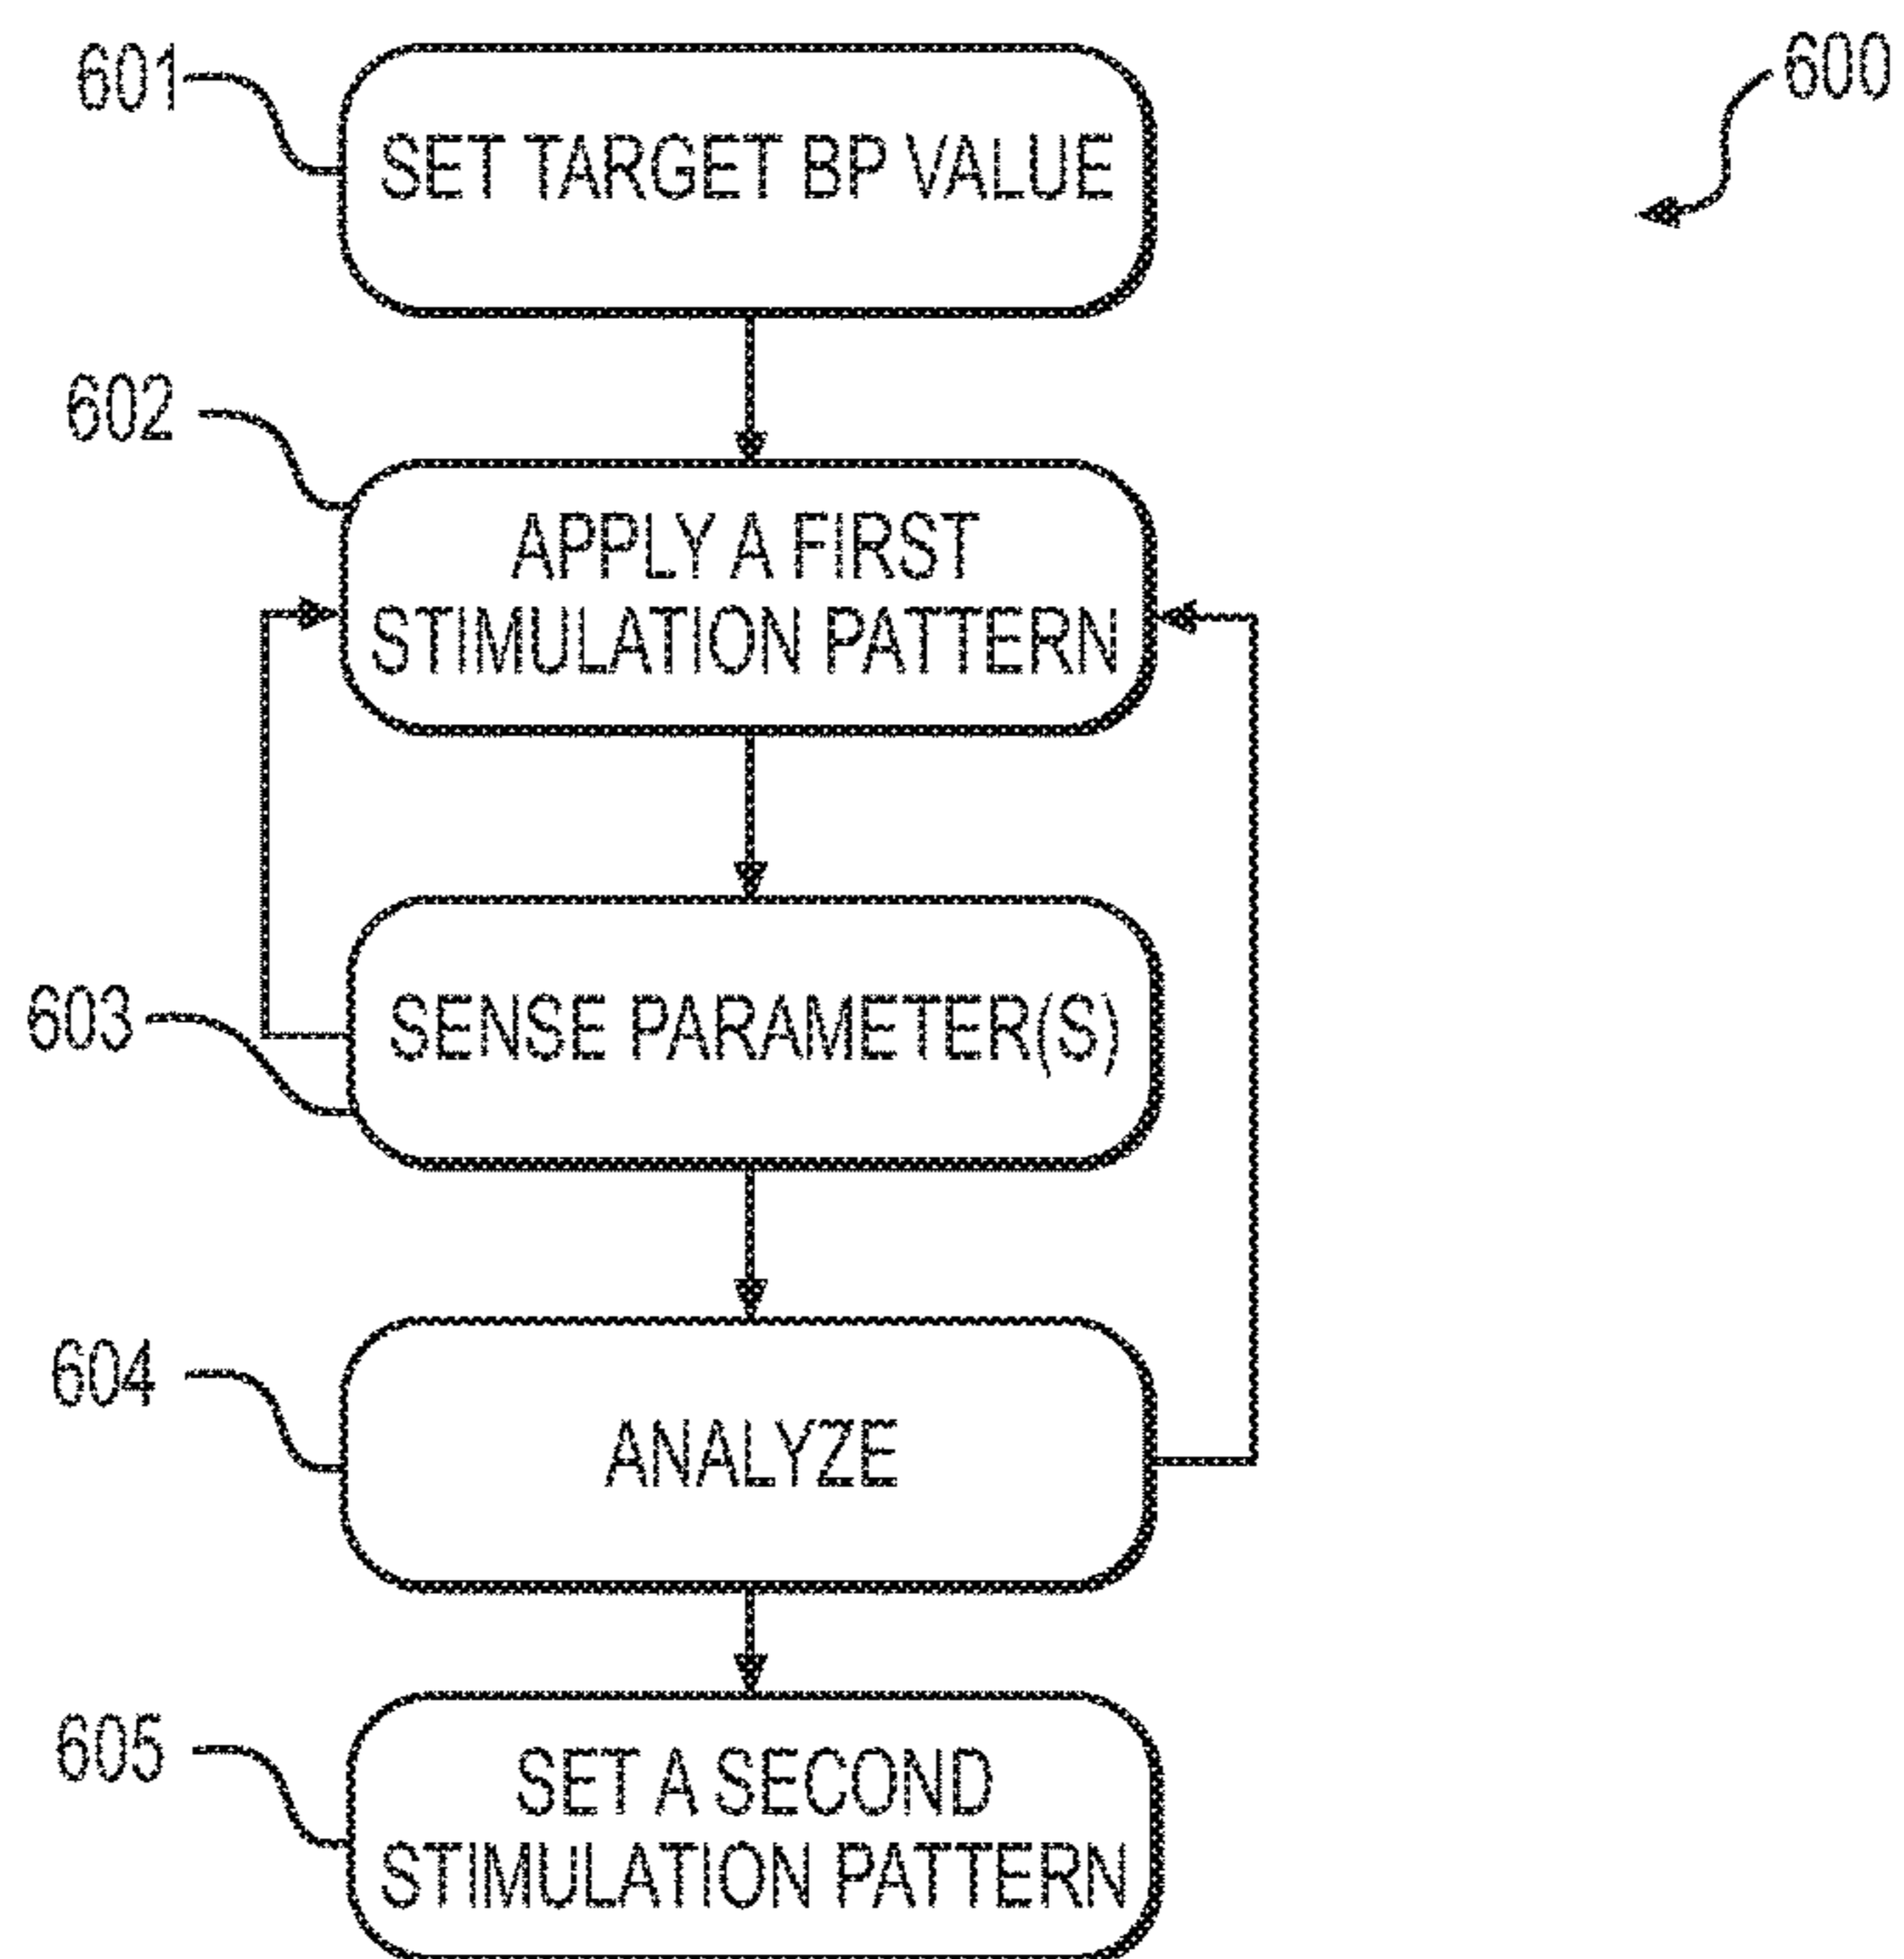 601
SET TARGET BP VALUE
600
602
APPLY A FIRST
STIMULATION PATTERN
603
SENSE PARAMETER(S)
604
ANALYZE
605
SET A SECOND
STIMULATION PATTERN